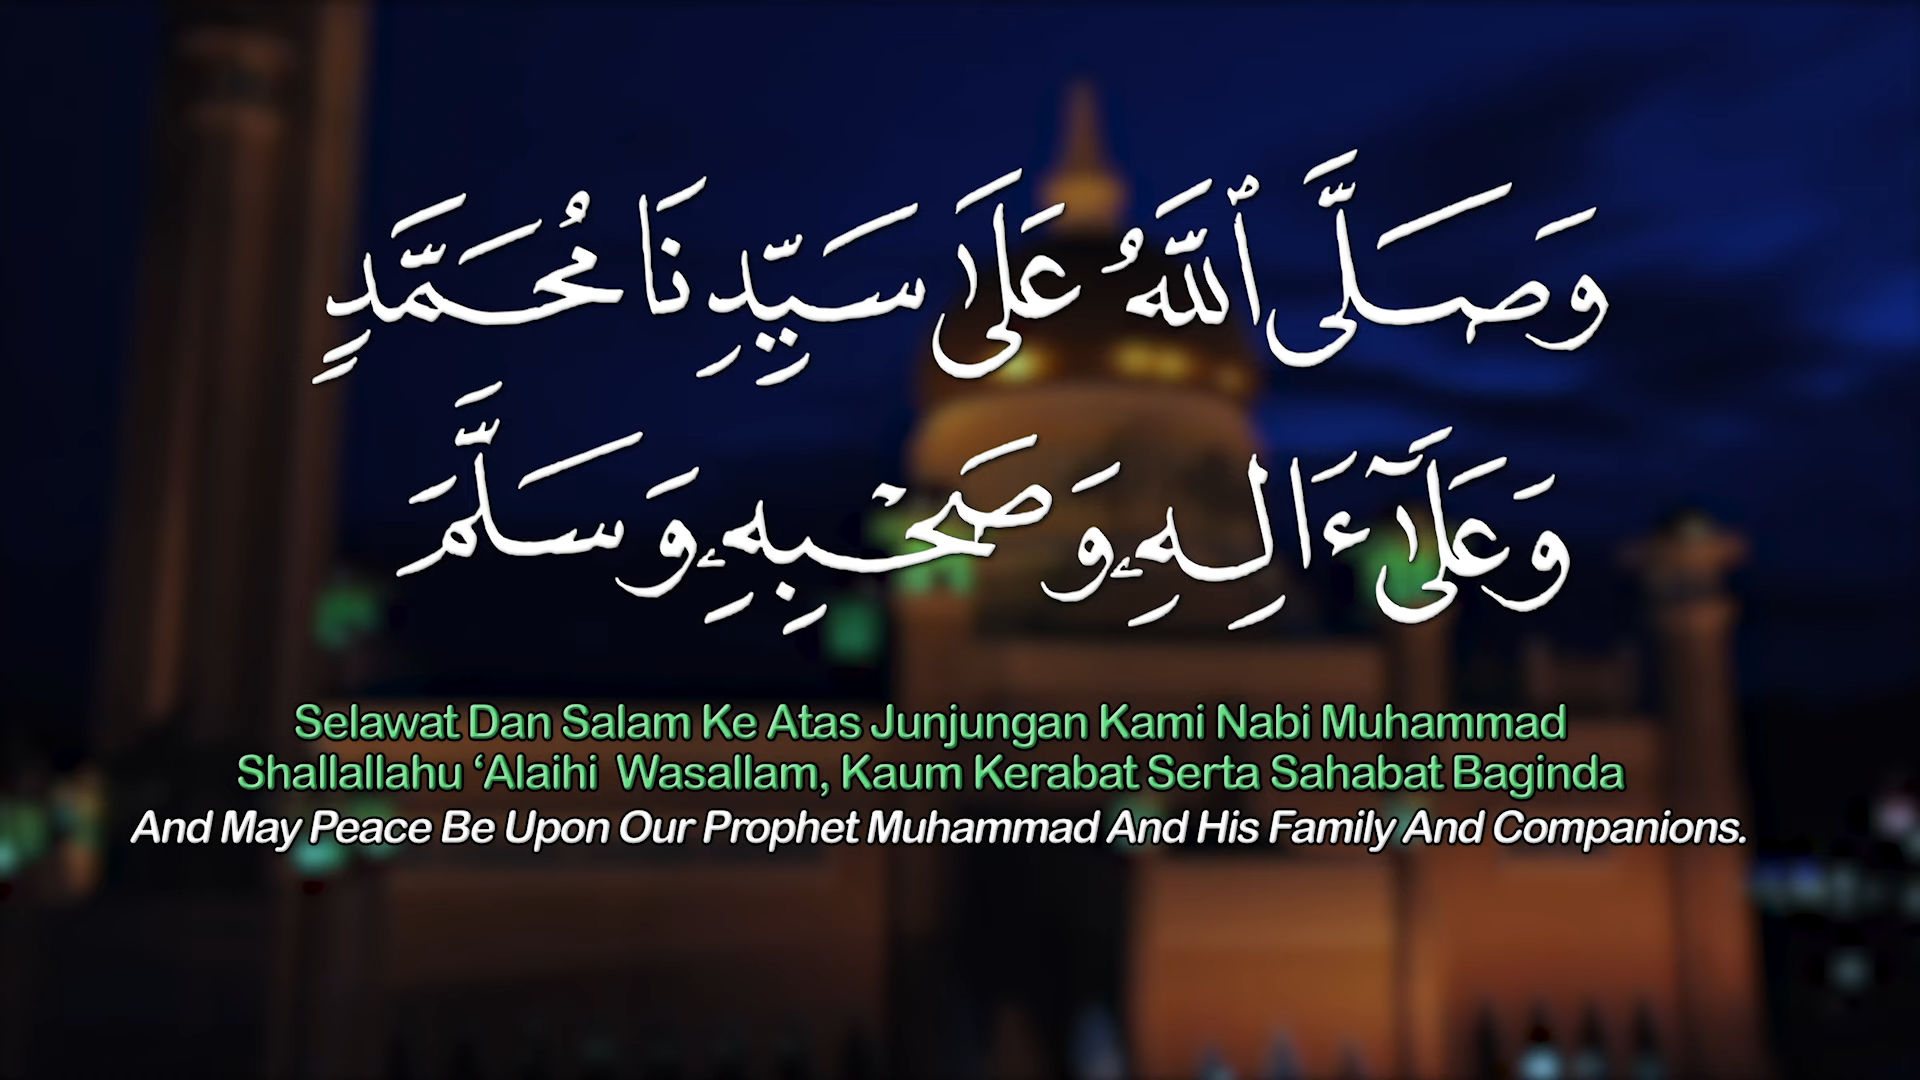 وَصَلَّى ٱللَّهُ عَلَىٰ سَيِّدِنَا مُحَمَّدٍ
وَعَلَىٰٓ ءَالِهِۦ وَصَحْبِهِۦ وَسَلَّمَ
Selawat Dan Salam Ke Atas Junjungan Kami Nabi Muhammad
Shallallahu ‘Alaihi  Wasallam, Kaum Kerabat Serta Sahabat Baginda
And May Peace Be Upon Our Prophet Muhammad And His Family And Companions.